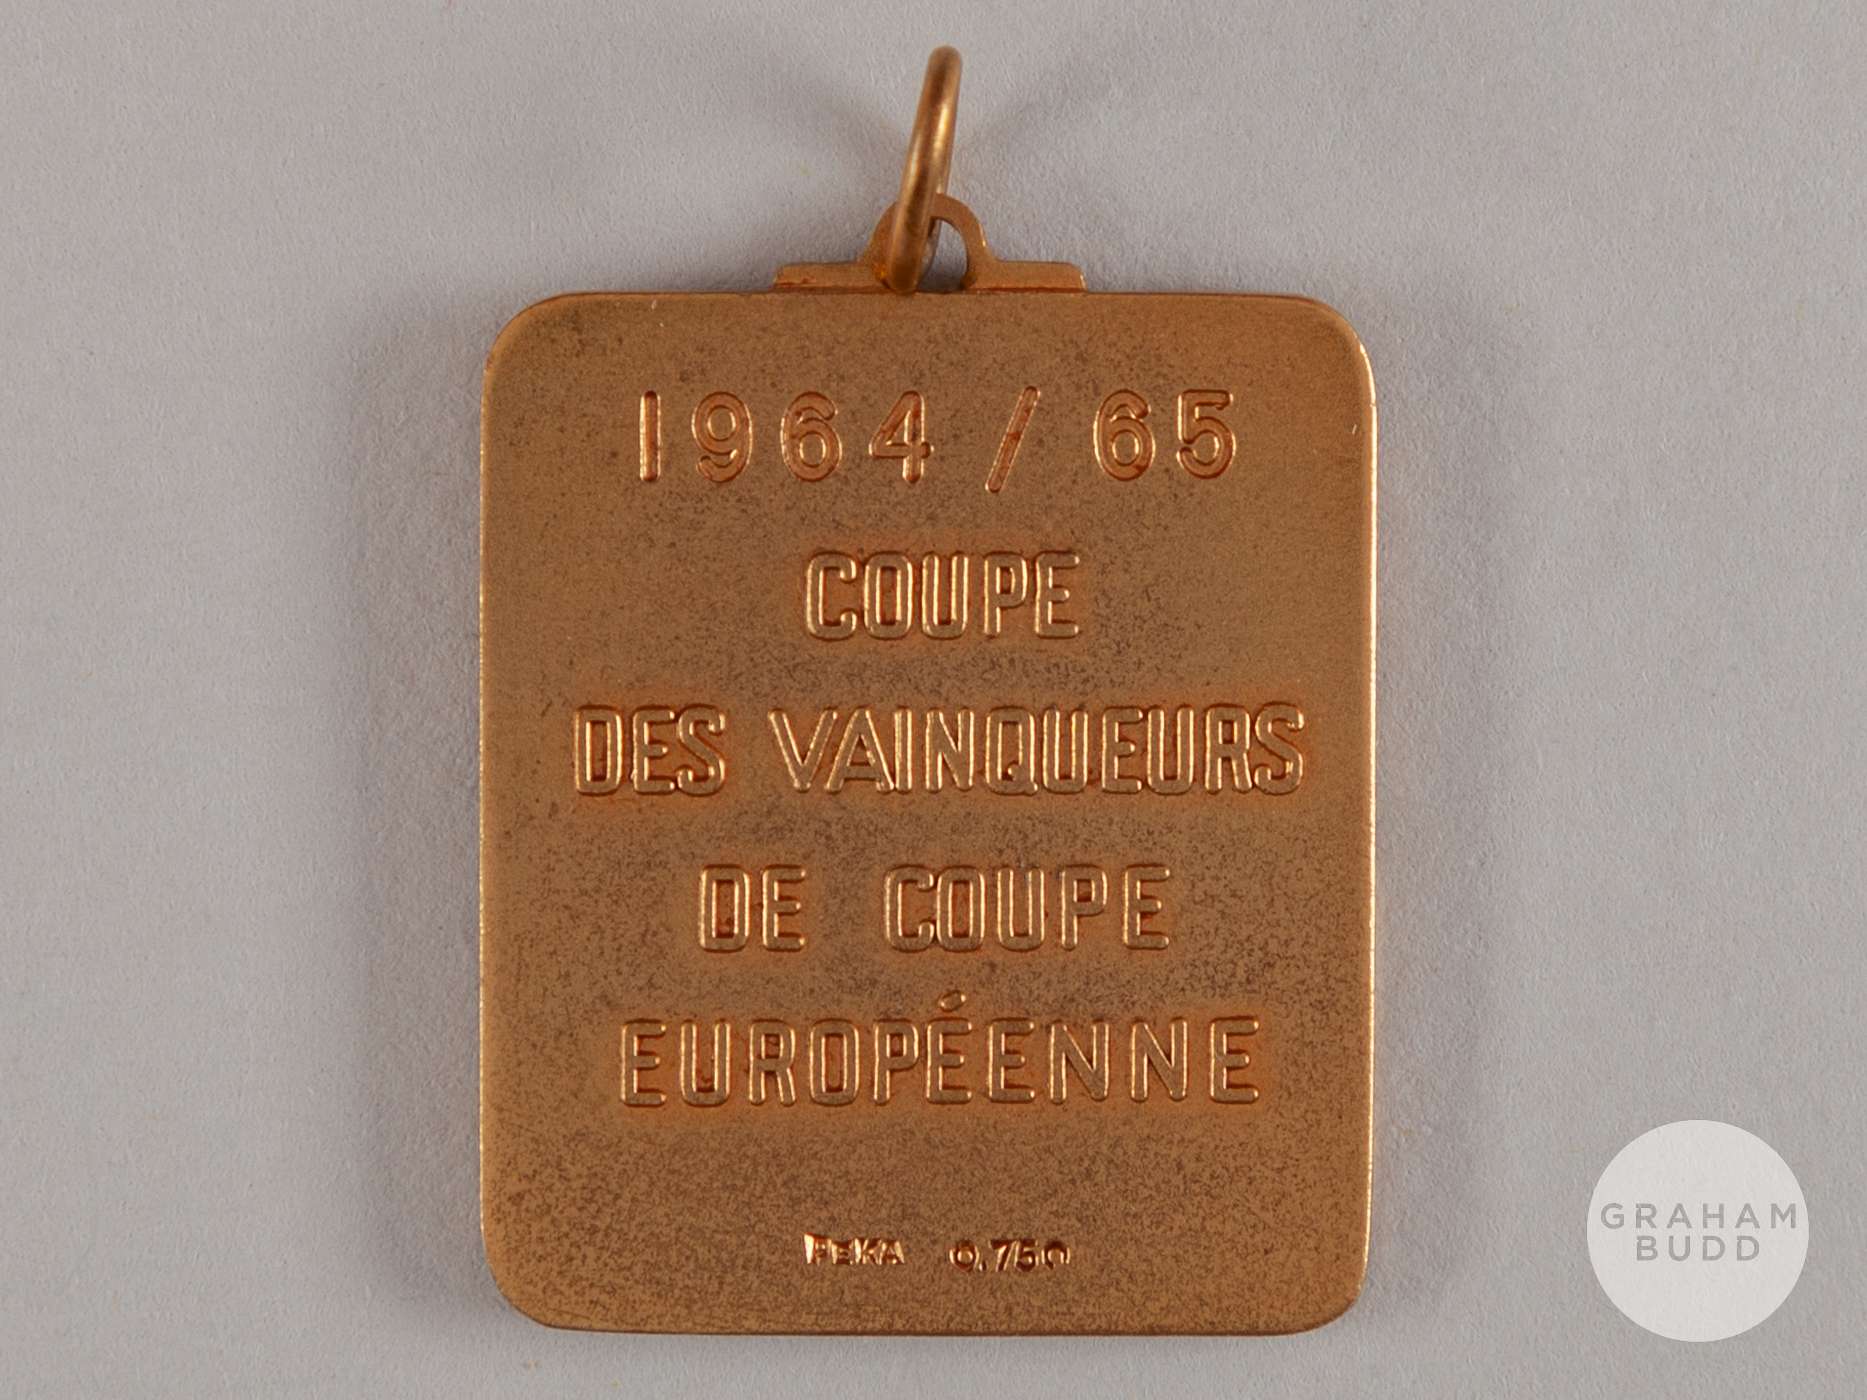 1964 / 65
COUPE
DES VAINQUEURS
DE COUPE
EUROPÉENNE
FEKA 0.750
GRAHAM
BUDD